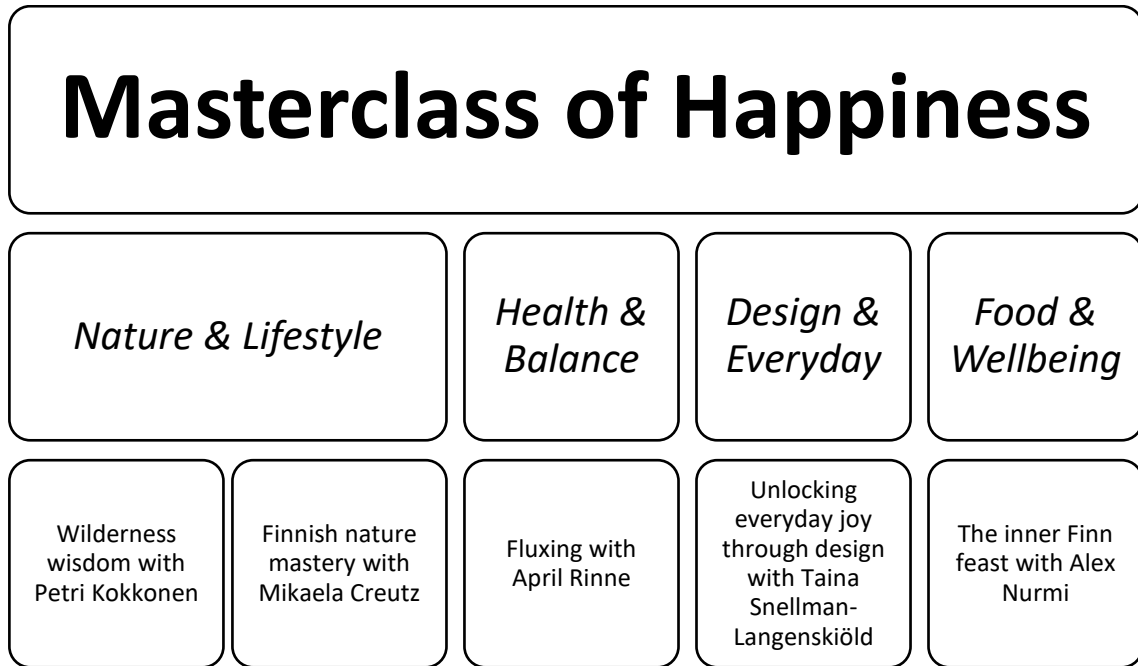 Masterclass of Happiness
Nature & Lifestyle
Health &
Balance
Design &
Everyday
Food &
Wellbeing
Wilderness
wisdom with
Petri Kokkonen
Finnish nature
mastery with
Mikaela Creutz
Fluxing with
April Rinne
Unlocking
everyday joy
through design
with Taina
Snellman-
Langenskiöld
The inner Finn
feast with Alex
Nurmi